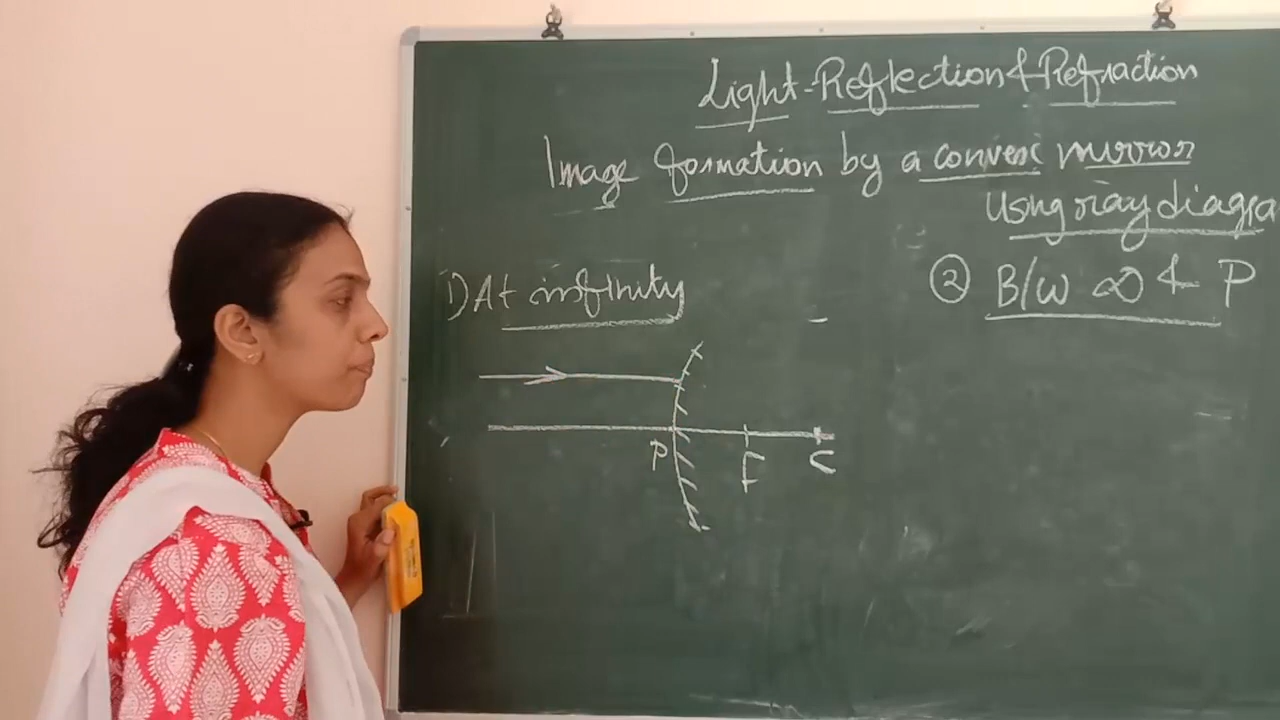 Light-Reflection & Refraction
Image formation by a convex mirror
Using ray diagra
1) At infinity
② B/w ∞ & P
P
F
C